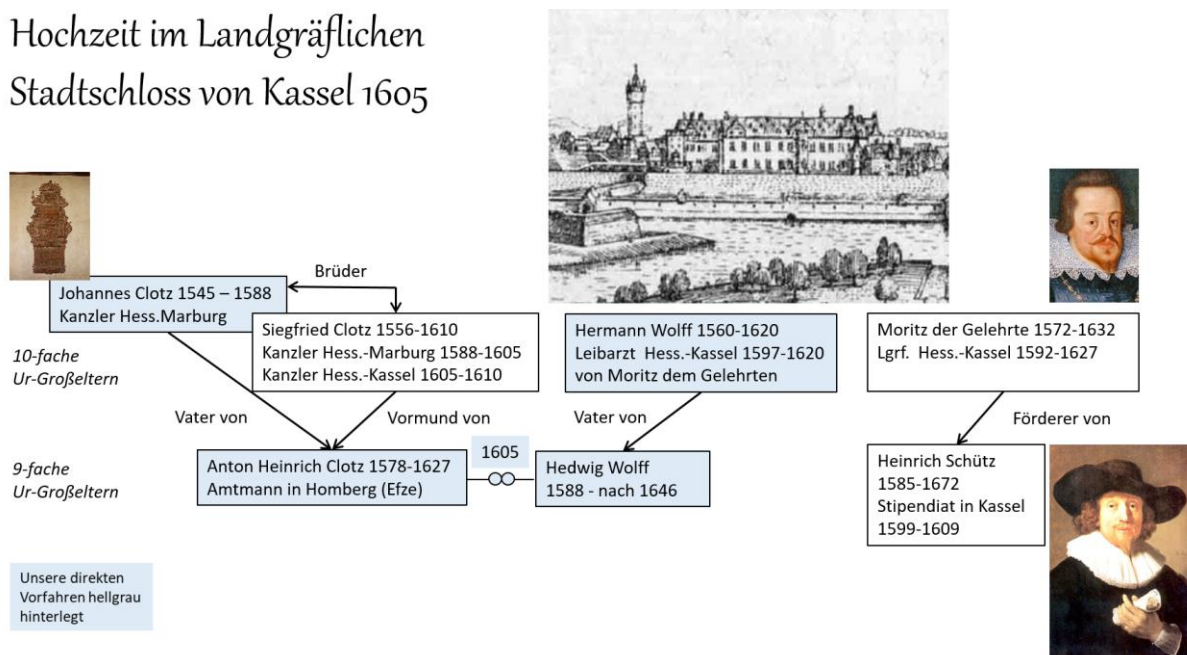 Hochzeit im Landgräflichen
Stadtschloss von Kassel 1605
Brüder
Johannes Clotz 1545 – 1588
Kanzler Hess.Marburg
Siegfried Clotz 1556-1610
Kanzler Hess.-Marburg 1588-1605
Kanzler Hess.-Kassel 1605-1610
Hermann Wolff 1560-1620
Leibarzt Hess.-Kassel 1597-1620
von Moritz dem Gelehrten
Moritz der Gelehrte 1572-1632
Lgrf. Hess.-Kassel 1592-1627
10-fache
Ur-Großeltern
Vater von
Vormund von
Vater von
Förderer von
9-fache
Ur-Großeltern
Anton Heinrich Clotz 1578-1627
Amtmann in Homberg (Efze)
1605
Hedwig Wolff
1588 - nach 1646
Heinrich Schütz
1585-1672
Stipendiat in Kassel
1599-1609
Unsere direkten
Vorfahren hellgrau
hinterlegt